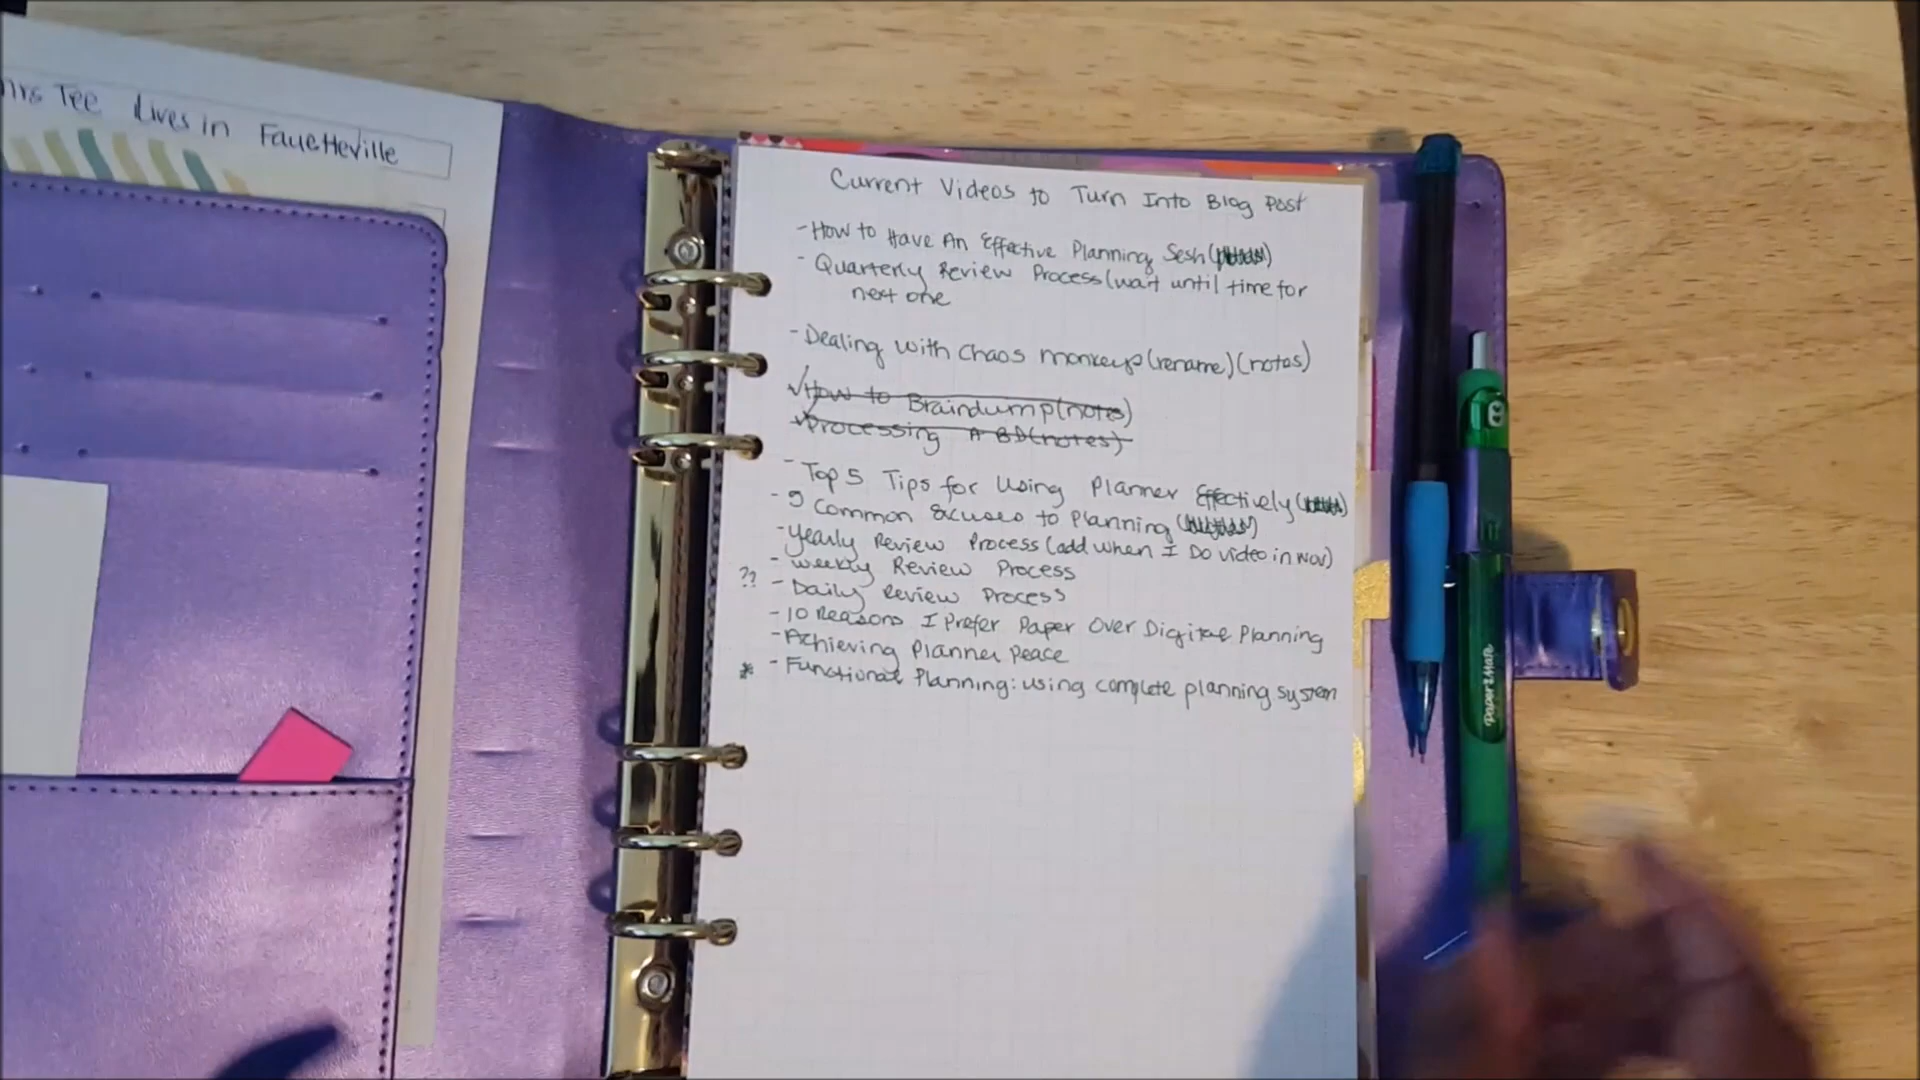 Mrs Tee Lives in Fayetteville
Current Videos to Turn Into Blog Post
- How to Have An Effective Planning Sesh
- Quarterly Review Process (wait until time for
next one
- Dealing with Chaos monkeys (rename) (notes)
√How to Braindump (notes)
√Processing A BD (notes)
- Top 5 Tips for Using Planner Effectively
- 9 Common Excuses to Planning
- Yearly Review Process (add when I Do video in Nov)
- Weekly Review Process
?? - Daily Review Process
- 10 Reasons I Prefer Paper Over Digital Planning
- Achieving Planner Peace
* - Functional Planning: using complete planning system
Paper Mate